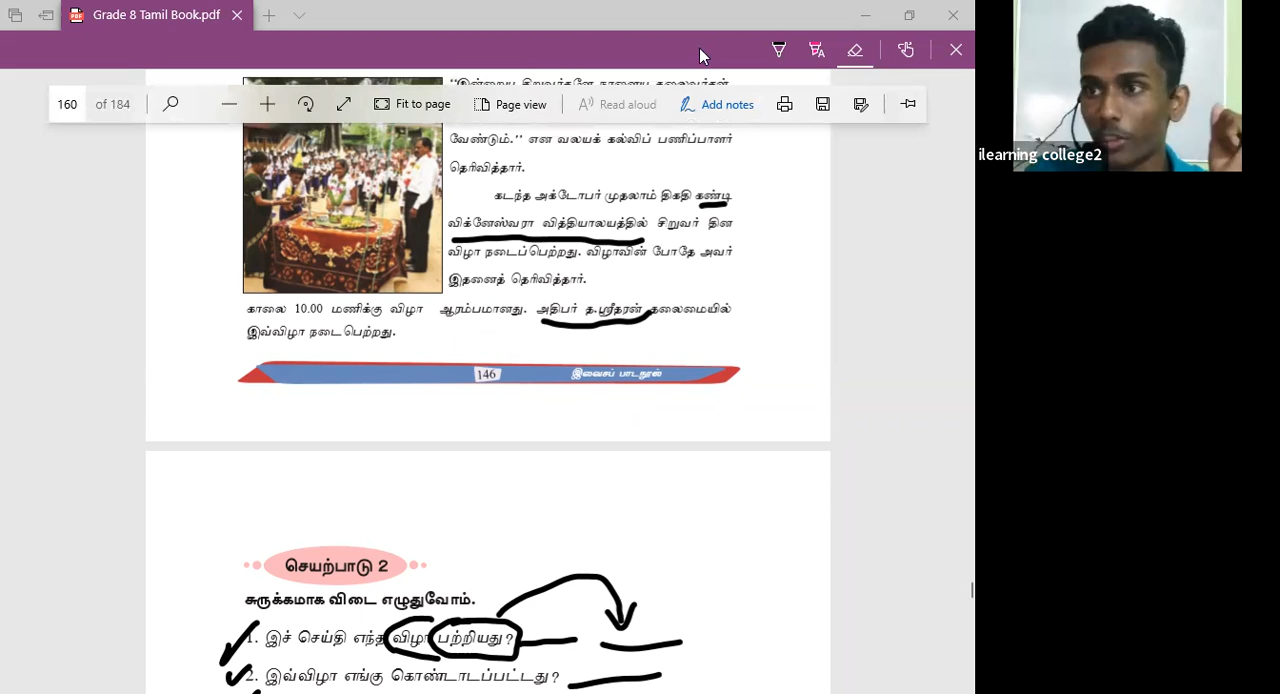 Grade 8 Tamil Book.pdf
160 of 184
Fit to page
Page view
Read aloud
Add notes
ilearning college2
வேண்டும்." என வலயக் கல்விப் பணிப்பாளர்
தெரிவித்தார்.
கடந்த அக்டோபர் முதலாம் திகதி கண்டி
விக்னேஸ்வரா வித்தியாலயத்தில் சிறுவர் தின
விழா நடைப்பெற்றது. விழாவின் போதே அவர்
இதனைத் தெரிவித்தார்.
காலை 10.00 மணிக்கு விழா ஆரம்பமானது. அதிபர் த.ஸ்ரீதரன் தலைமையில்
இவ்விழா நடைபெற்றது.
146
செயற்பாடு 2
சுருக்கமாக விடை எழுதுவோம்.
1. இச் செய்தி எந்த விழா பற்றியது?
2. இவ்விழா எங்கு கொண்டாடப்பட்டது?